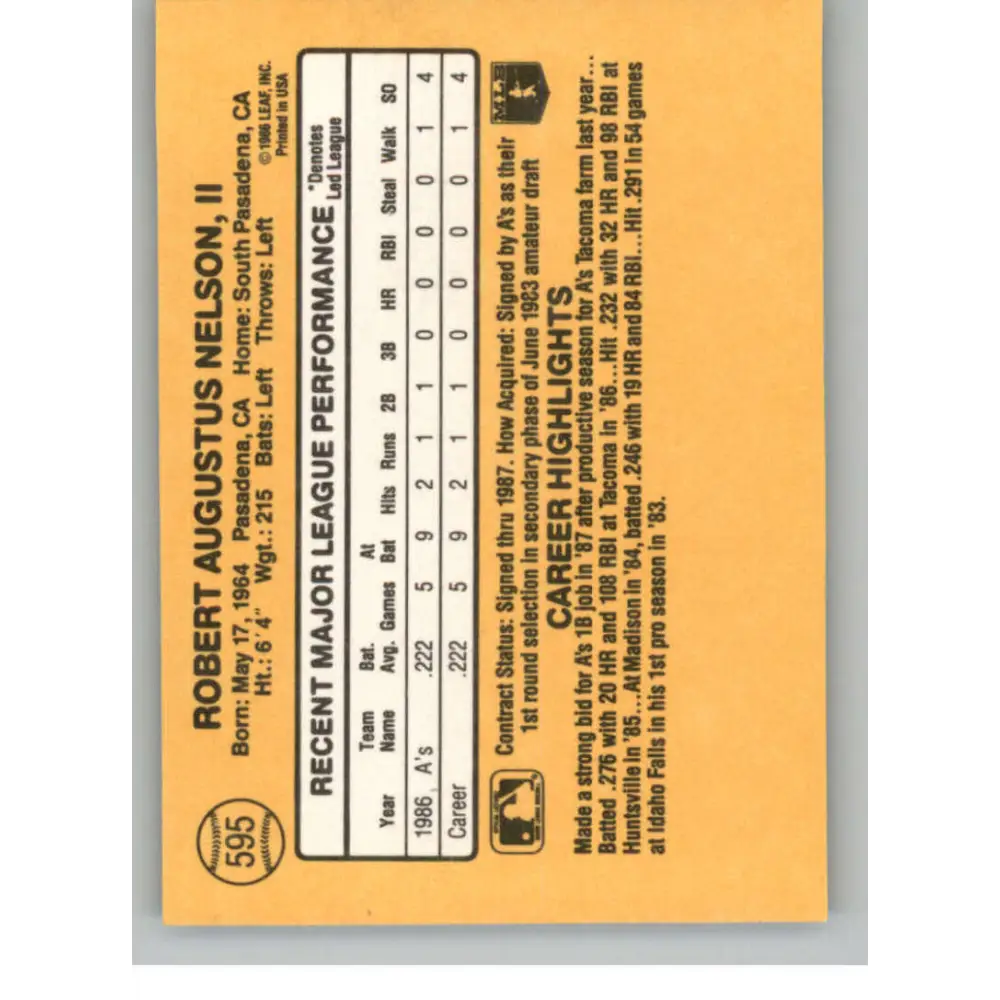 595
ROBERT AUGUSTUS NELSON, II
Born: May 17, 1964 Pasadena, CA Home: South Pasadena, CA
Ht.: 6'4" Wgt.: 215 Bats: Left Throws: Left
© 1986 LEAF, INC.
Printed in USA
RECENT MAJOR LEAGUE PERFORMANCE *Denotes Led League
Year Team Name Bat. Avg. Games At Bat Hits Runs 2B 3B HR RBI Steal Walk SO
1986 A's .222 5 9 2 1 1 0 0 0 0 1 4
Career .222 5 9 2 1 1 0 0 0 0 1 4
Contract Status: Signed thru 1987. How Acquired: Signed by A's as their
1st round selection in secondary phase of June 1983 amateur draft
MLB
CAREER HIGHLIGHTS
Made a strong bid for A's 1B job in '87 after productive season for A's Tacoma farm last year...
Batted .276 with 20 HR and 108 RBI at Tacoma in '86...Hit .232 with 32 HR and 98 RBI at
Huntsville in '85...At Madison in '84, batted .246 with 19 HR and 84 RBI...Hit .291 in 54 games
at Idaho Falls in his 1st pro season in '83.